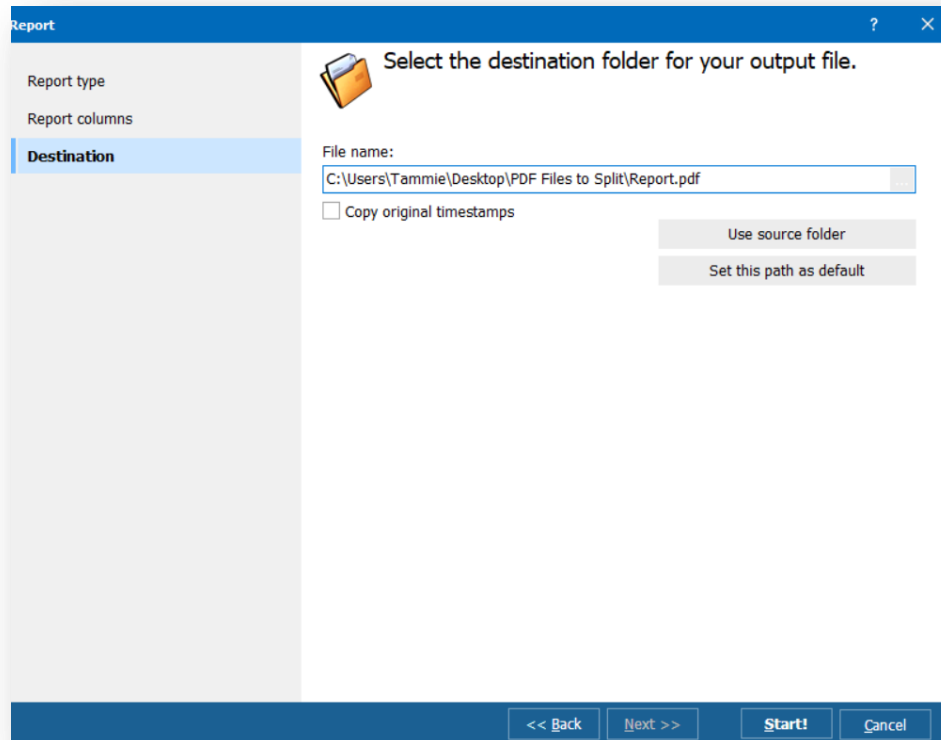 Report
?
Select the destination folder for your output file.
Report type
Report columns
Destination
File name:
C:\Users\Tammie\Desktop\PDF Files to Split\Report.pdf
...
Copy original timestamps
Use source folder
Set this path as default
<< Back
Next >>
Start!
Cancel